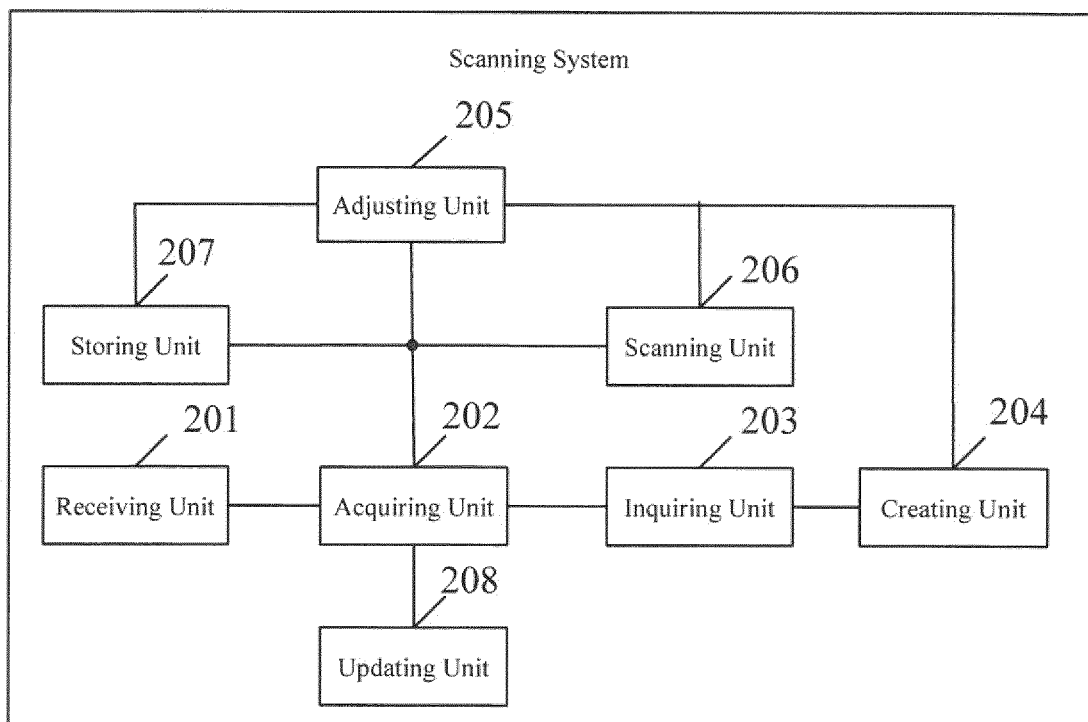 Scanning System
205
Adjusting Unit
207
206
Storing Unit
Scanning Unit
201
202
203
204
Receiving Unit
Acquiring Unit
Inquiring Unit
Creating Unit
208
Updating Unit